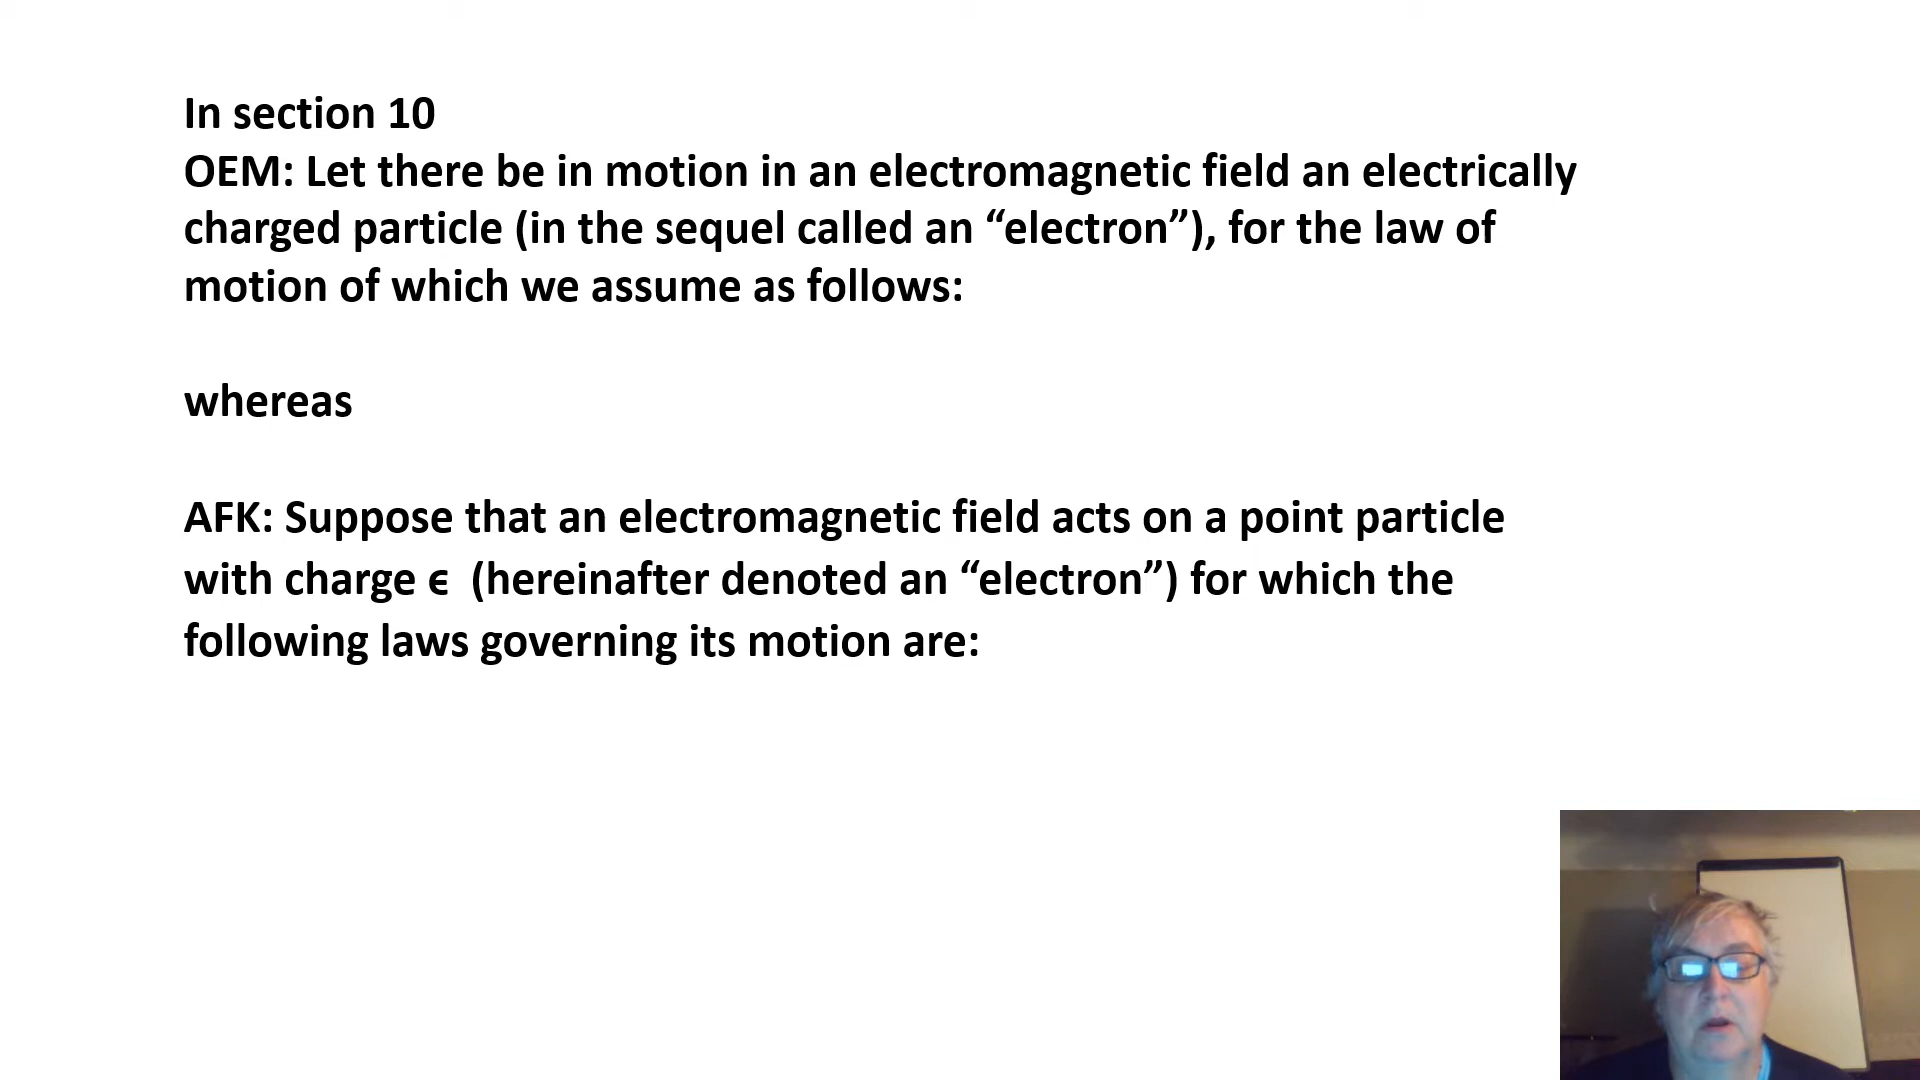 In section 10
OEM: Let there be in motion in an electromagnetic field an electrically
charged particle (in the sequel called an “electron”), for the law of
motion of which we assume as follows:
whereas
AFK: Suppose that an electromagnetic field acts on a point particle
with charge ϵ (hereinafter denoted an “electron”) for which the
following laws governing its motion are: